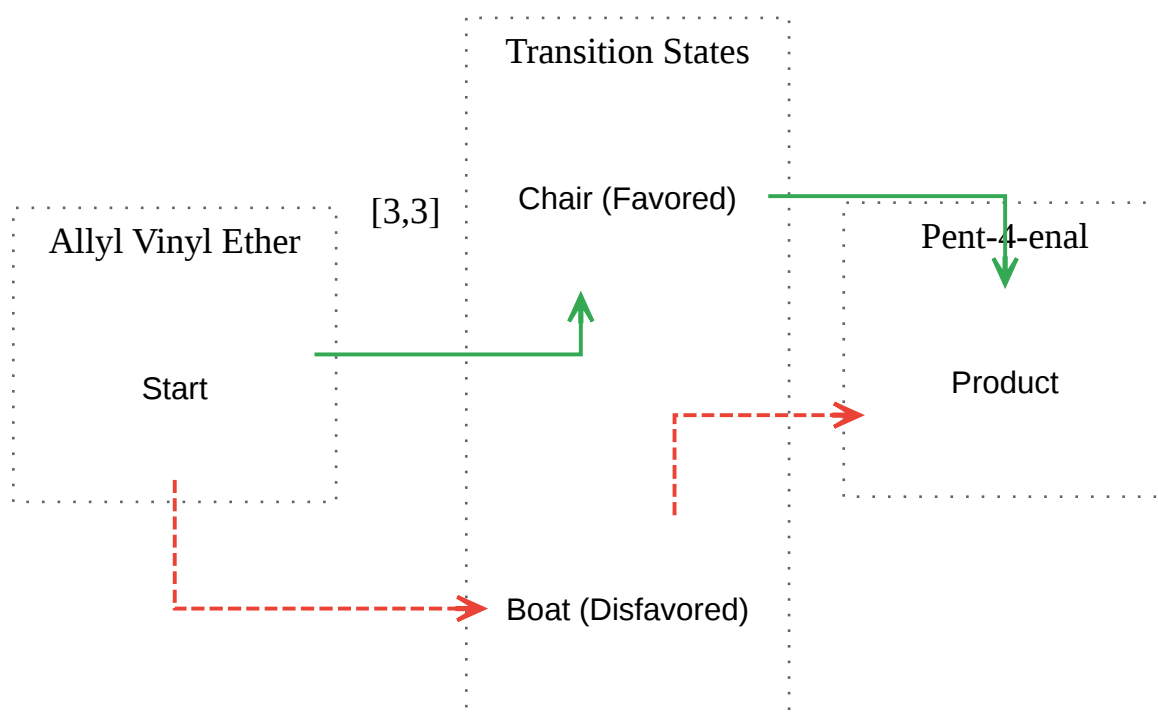 Transition States
Chair (Favored)
[3,3]
Allyl Vinyl Ether
Pent-4-enal
Start
Product
Boat (Disfavored)